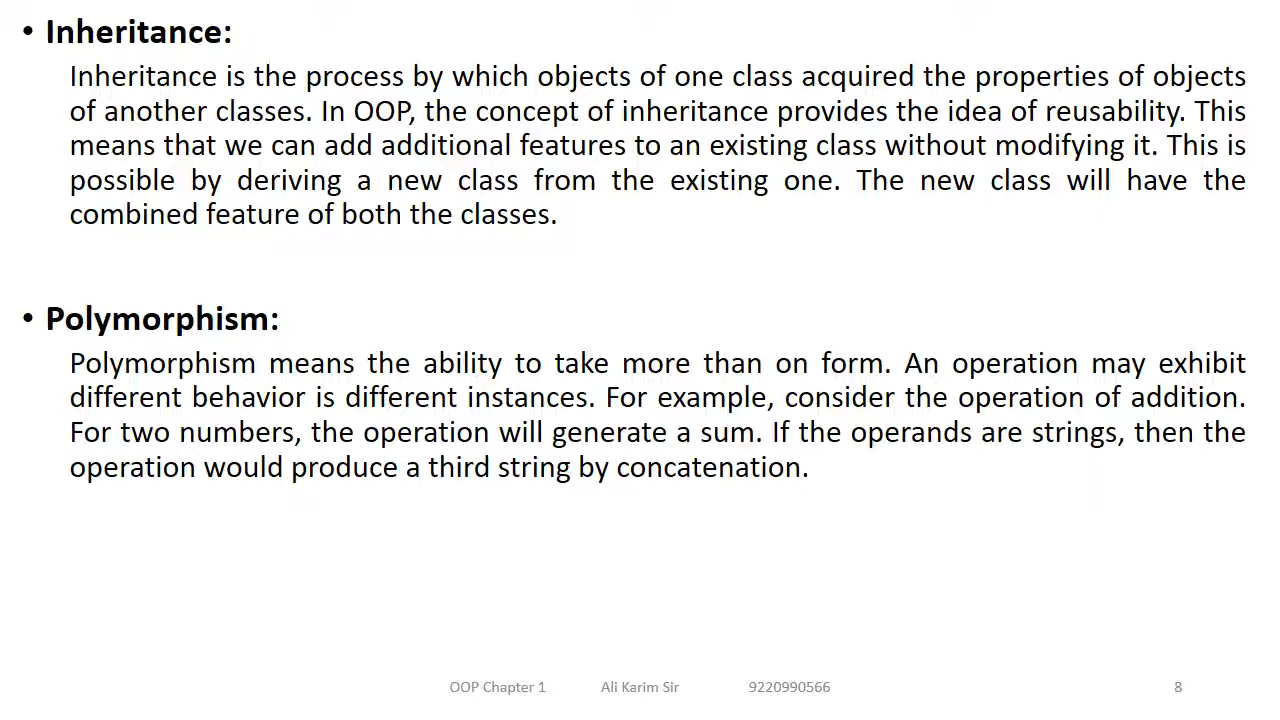 • Inheritance:
Inheritance is the process by which objects of one class acquired the properties of objects
of another classes. In OOP, the concept of inheritance provides the idea of reusability. This
means that we can add additional features to an existing class without modifying it. This is
possible by deriving a new class from the existing one. The new class will have the
combined feature of both the classes.
• Polymorphism:
Polymorphism means the ability to take more than on form. An operation may exhibit
different behavior is different instances. For example, consider the operation of addition.
For two numbers, the operation will generate a sum. If the operands are strings, then the
operation would produce a third string by concatenation.
OOP Chapter 1 Ali Karim Sir 9220990566 8